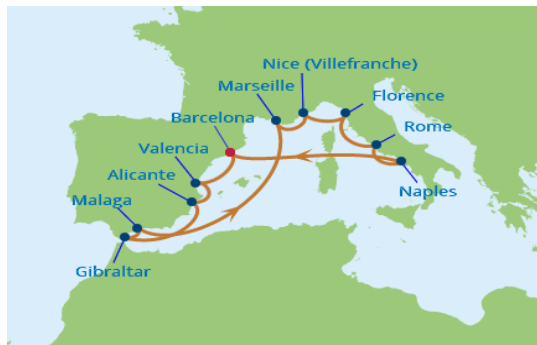 Nice (Villefranche)
Marseille
Florence
Barcelona
Rome
Valencia
Alicante
Naples
Malaga
Gibraltar